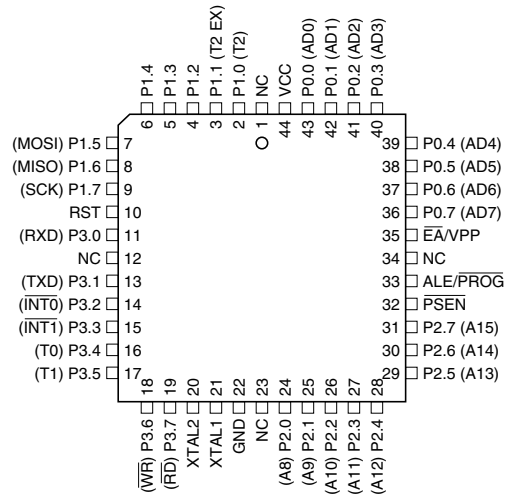 P1.4
P1.3
P1.2
P1.1 (T2 EX)
P1.0 (T2)
NC
VCC
P0.0 (AD0)
P0.1 (AD1)
P0.2 (AD2)
P0.3 (AD3)
6
5
4
3
2
1
44
43
42
41
40
(MOSI) P1.5 7
(MISO) P1.6 8
(SCK) P1.7 9
RST 10
(RXD) P3.0 11
NC 12
(TXD) P3.1 13
(INT0) P3.2 14
(INT1) P3.3 15
(T0) P3.4 16
(T1) P3.5 17
39 P0.4 (AD4)
38 P0.5 (AD5)
37 P0.6 (AD6)
36 P0.7 (AD7)
35 EA/VPP
34 NC
33 ALE/PROG
32 PSEN
31 P2.7 (A15)
30 P2.6 (A14)
29 P2.5 (A13)
18
19
20
21
22
23
24
25
26
27
28
(WR) P3.6
(RD) P3.7
XTAL2
XTAL1
GND
NC
(A8) P2.0
(A9) P2.1
(A10) P2.2
(A11) P2.3
(A12) P2.4